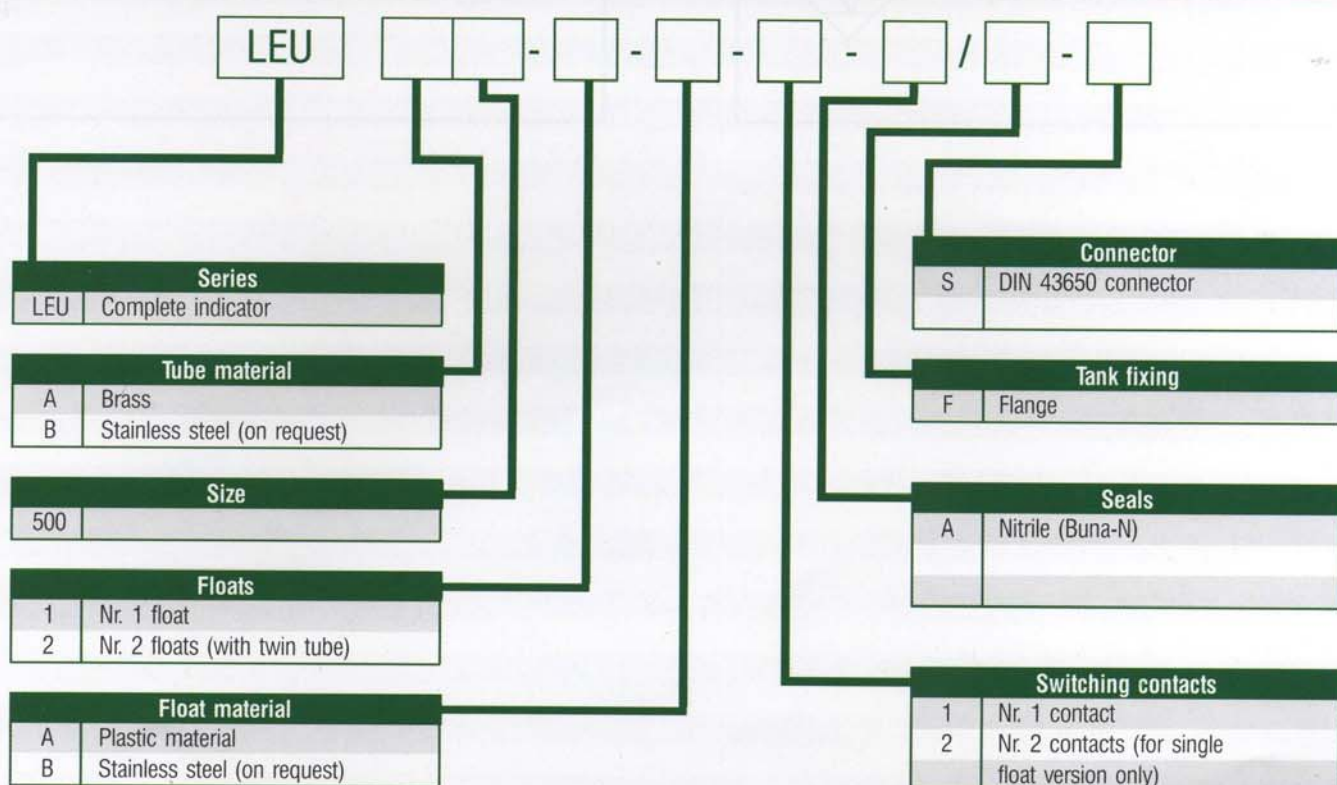 LEU - - - - / -
Series
LEU Complete indicator
Tube material
A Brass
B Stainless steel (on request)
Size
500
Floats
1 Nr. 1 float
2 Nr. 2 floats (with twin tube)
Float material
A Plastic material
B Stainless steel (on request)
Connector
S DIN 43650 connector
Tank fixing
F Flange
Seals
A Nitrile (Buna-N)
Switching contacts
1 Nr. 1 contact
2 Nr. 2 contacts (for single
float version only)